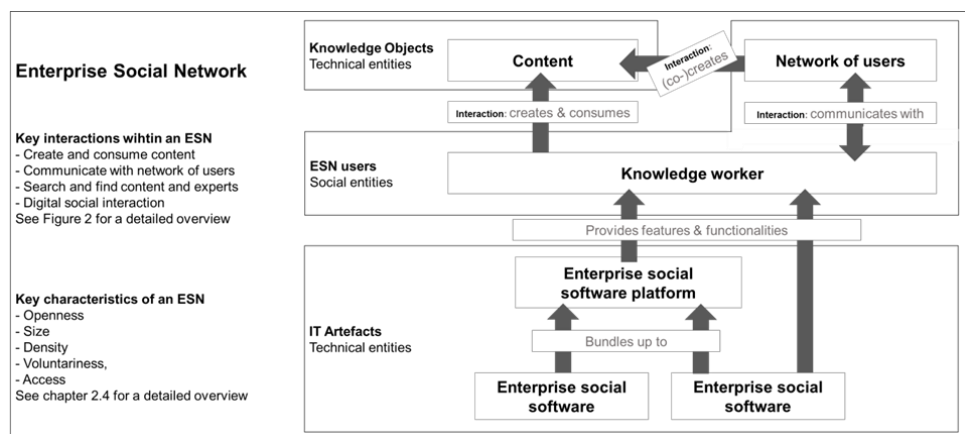 Enterprise Social Network
Key interactions wihtin an ESN
- Create and consume content
- Communicate with network of users
- Search and find content and experts
- Digital social interaction
See Figure 2 for a detailed overview
Key characteristics of an ESN
- Openness
- Size
- Density
- Voluntariness,
- Access
See chapter 2.4 for a detailed overview
Knowledge Objects
Technical entities
Content
Interaction:
(co-)creates
Network of users
Interaction: creates & consumes
Interaction: communicates with
ESN users
Social entities
Knowledge worker
Provides features & functionalities
Enterprise social
software platform
IT Artefacts
Technical entities
Bundles up to
Enterprise social
software
Enterprise social
software